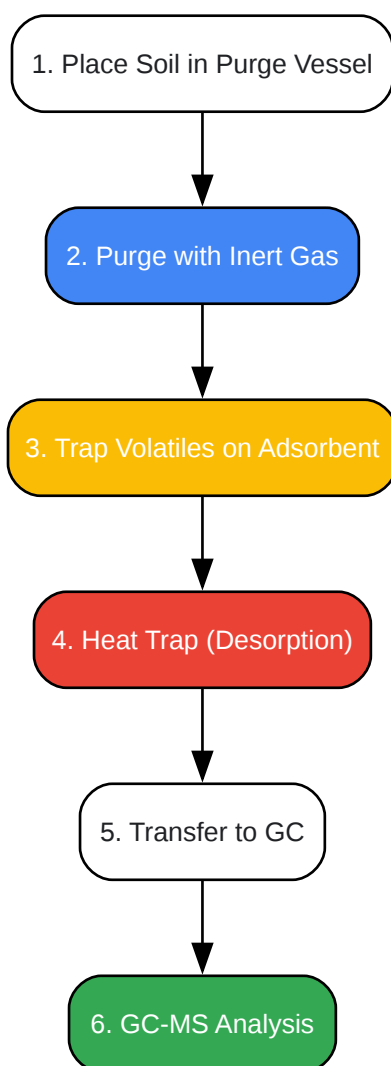 1. Place Soil in Purge Vessel
2. Purge with Inert Gas
3. Trap Volatiles on Adsorbent
4. Heat Trap (Desorption)
5. Transfer to GC
6. GC-MS Analysis